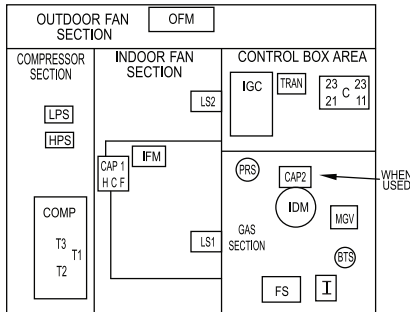 OUTDOOR FAN
SECTION
OFM
COMPRESSOR
SECTION
LPS
HPS
COMP
T3
T1
T2
INDOOR FAN
SECTION
LS2
IFM
CAP 1
H C F
LS1
CONTROL BOX AREA
IGC
TRAN
23 C 23
21 11
PRS
CAP2
WHEN
USED
IDM
MGV
GAS
SECTION
BTS
FS
I